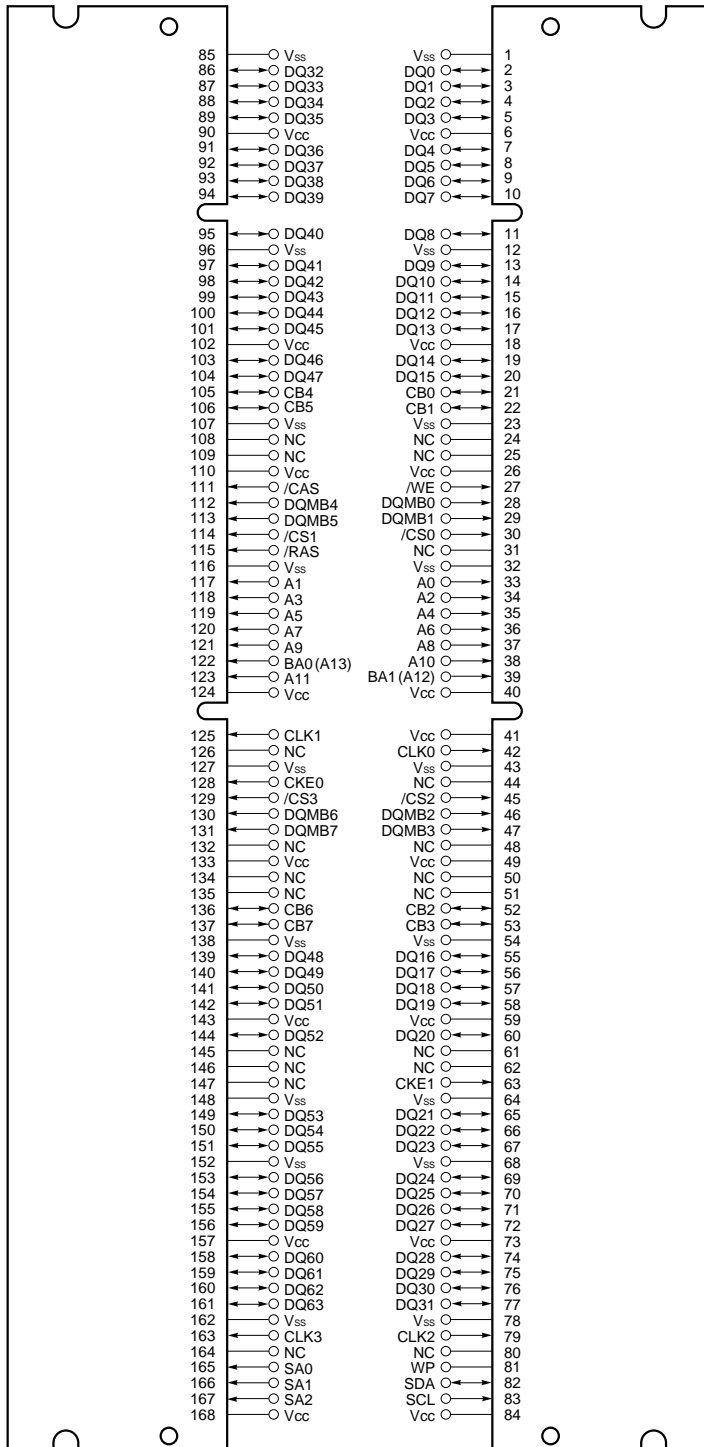 85 Vss Vss 1
86 DQ32 DQ0 2
87 DQ33 DQ1 3
88 DQ34 DQ2 4
89 DQ35 DQ3 5
90 Vcc Vcc 6
91 DQ36 DQ4 7
92 DQ37 DQ5 8
93 DQ38 DQ6 9
94 DQ39 DQ7 10
95 DQ40 DQ8 11
96 Vss Vss 12
97 DQ41 DQ9 13
98 DQ42 DQ10 14
99 DQ43 DQ11 15
100 DQ44 DQ12 16
101 DQ45 DQ13 17
102 Vcc Vcc 18
103 DQ46 DQ14 19
104 DQ47 DQ15 20
105 CB4 CB0 21
106 CB5 CB1 22
107 Vss Vss 23
108 NC NC 24
109 NC NC 25
110 Vcc Vcc 26
111 /CAS /WE 27
112 DQMB4 DQMB0 28
113 DQMB5 DQMB1 29
114 /CS1 /CS0 30
115 /RAS NC 31
116 Vss Vss 32
117 A1 A0 33
118 A3 A2 34
119 A5 A4 35
120 A7 A6 36
121 A9 A8 37
122 BA0 (A13) A10 38
123 A11 BA1 (A12) 39
124 Vcc Vcc 40
125 CLK1 Vcc 41
126 NC CLK0 42
127 Vss Vss 43
128 CKE0 NC 44
129 /CS3 /CS2 45
130 DQMB6 DQMB2 46
131 DQMB7 DQMB3 47
132 NC NC 48
133 Vcc Vcc 49
134 NC NC 50
135 NC NC 51
136 CB6 CB2 52
137 CB7 CB3 53
138 Vss Vss 54
139 DQ48 DQ16 55
140 DQ49 DQ17 56
141 DQ50 DQ18 57
142 DQ51 DQ19 58
143 Vcc Vcc 59
144 DQ52 DQ20 60
145 NC NC 61
146 NC NC 62
147 NC CKE1 63
148 Vss Vss 64
149 DQ53 DQ21 65
150 DQ54 DQ22 66
151 DQ55 DQ23 67
152 Vss Vss 68
153 DQ56 DQ24 69
154 DQ57 DQ25 70
155 DQ58 DQ26 71
156 DQ59 DQ27 72
157 Vcc Vcc 73
158 DQ60 DQ28 74
159 DQ61 DQ29 75
160 DQ62 DQ30 76
161 DQ63 DQ31 77
162 Vss Vss 78
163 CLK3 CLK2 79
164 NC NC 80
165 SA0 WP 81
166 SA1 SDA 82
167 SA2 SCL 83
168 Vcc Vcc 84